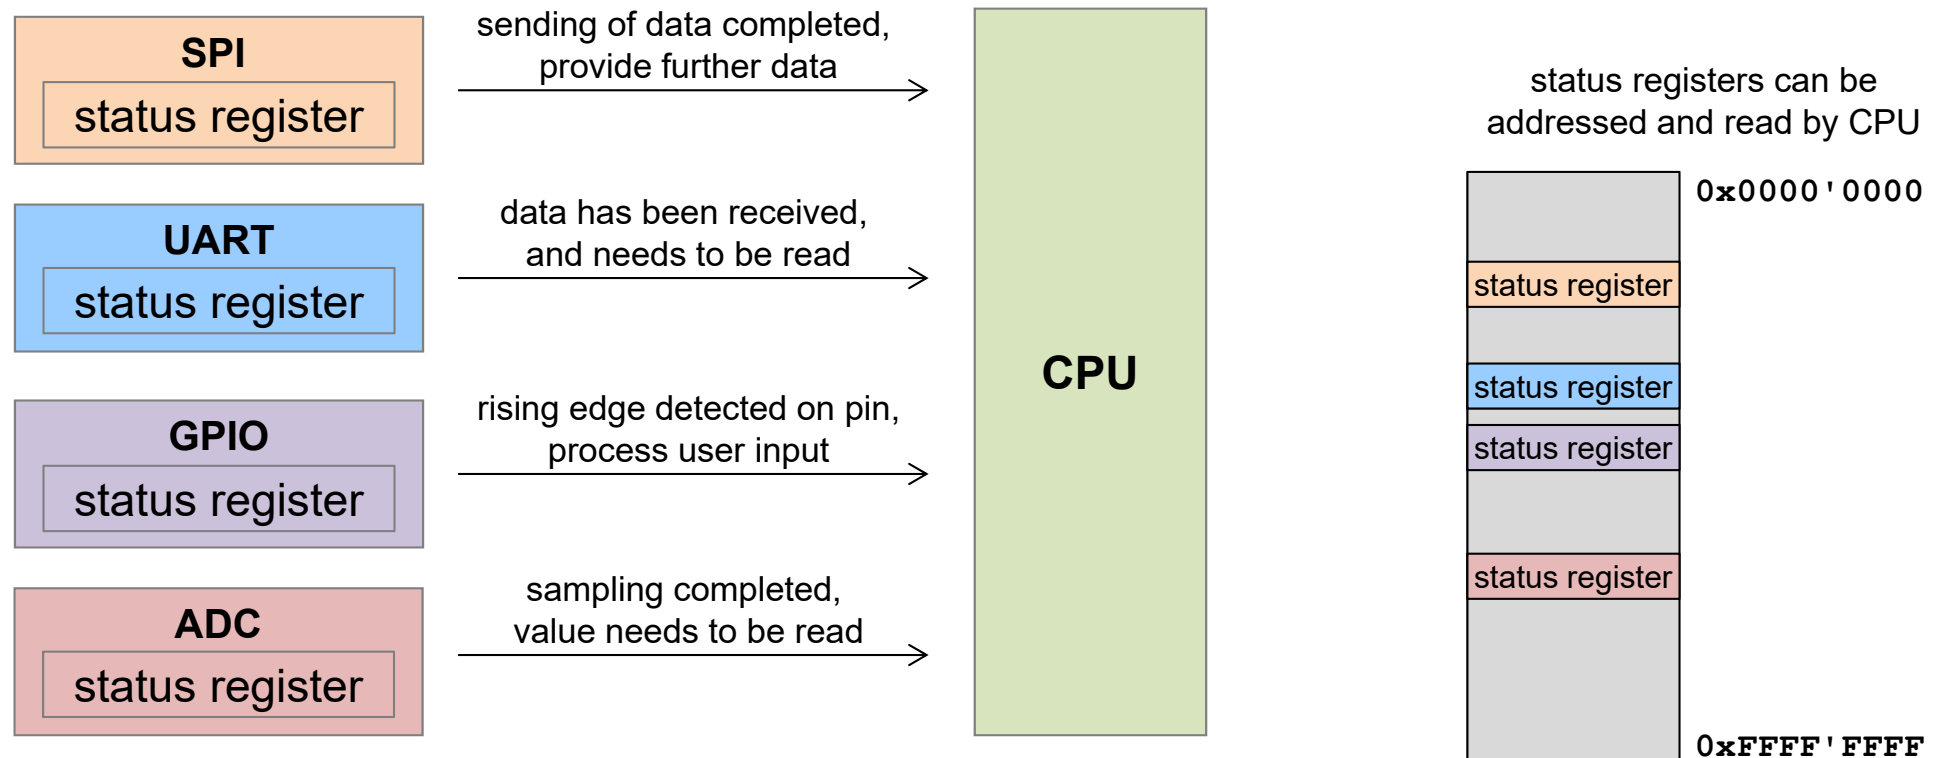 SPI
status register
sending of data completed,
provide further data
UART
status register
data has been received,
and needs to be read
GPIO
status register
rising edge detected on pin,
process user input
ADC
status register
sampling completed,
value needs to be read
CPU
status registers can be
addressed and read by CPU
0x0000'0000
status register
status register
status register
status register
0xFFFF'FFFF